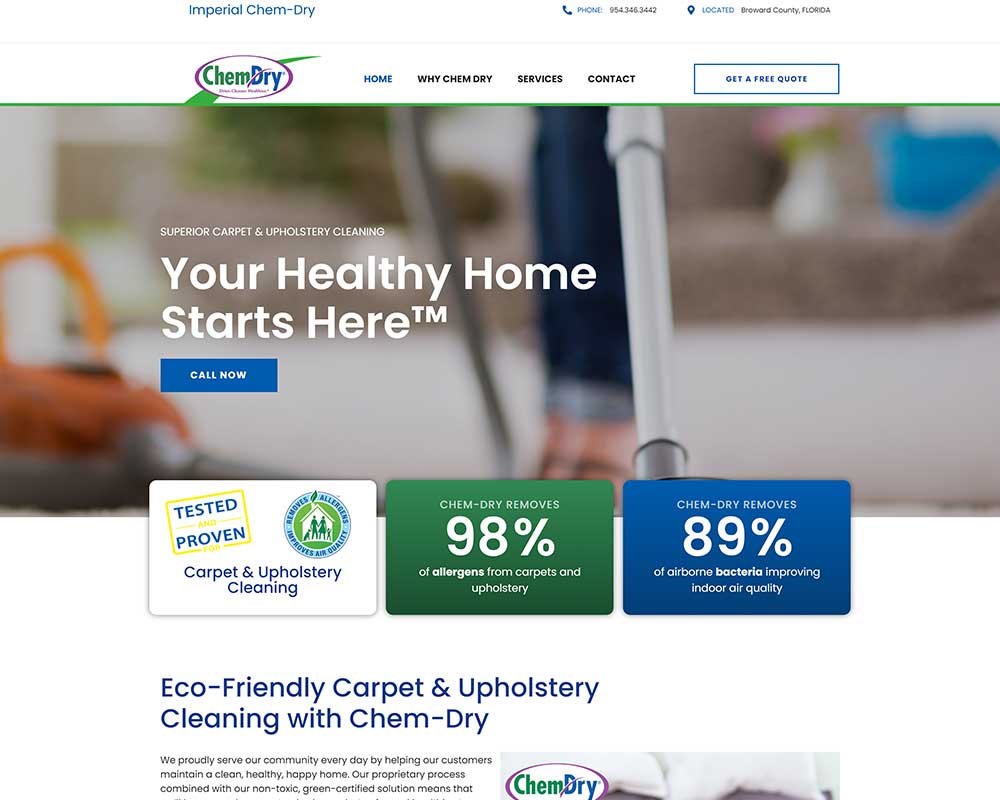 Imperial Chem-Dry
PHONE: 954.346.3442
LOCATED Broward County, FLORIDA
ChemDry®
Drier. Cleaner. Healthier.®
HOME
WHY CHEM DRY
SERVICES
CONTACT
GET A FREE QUOTE
SUPERIOR CARPET & UPHOLSTERY CLEANING
Your Healthy Home
Starts Here™
CALL NOW
TESTED
AND
PROVEN
FOR
REMOVES ALLERGENS
IMPROVES AIR QUALITY
Carpet & Upholstery
Cleaning
CHEM-DRY REMOVES
98%
of allergens from carpets and
upholstery
CHEM-DRY REMOVES
89%
of airborne bacteria improving
indoor air quality
Eco-Friendly Carpet & Upholstery
Cleaning with Chem-Dry
We proudly serve our community every day by helping our customers
maintain a clean, healthy, happy home. Our proprietary process
combined with our non-toxic, green-certified solution means that
ChemDry®